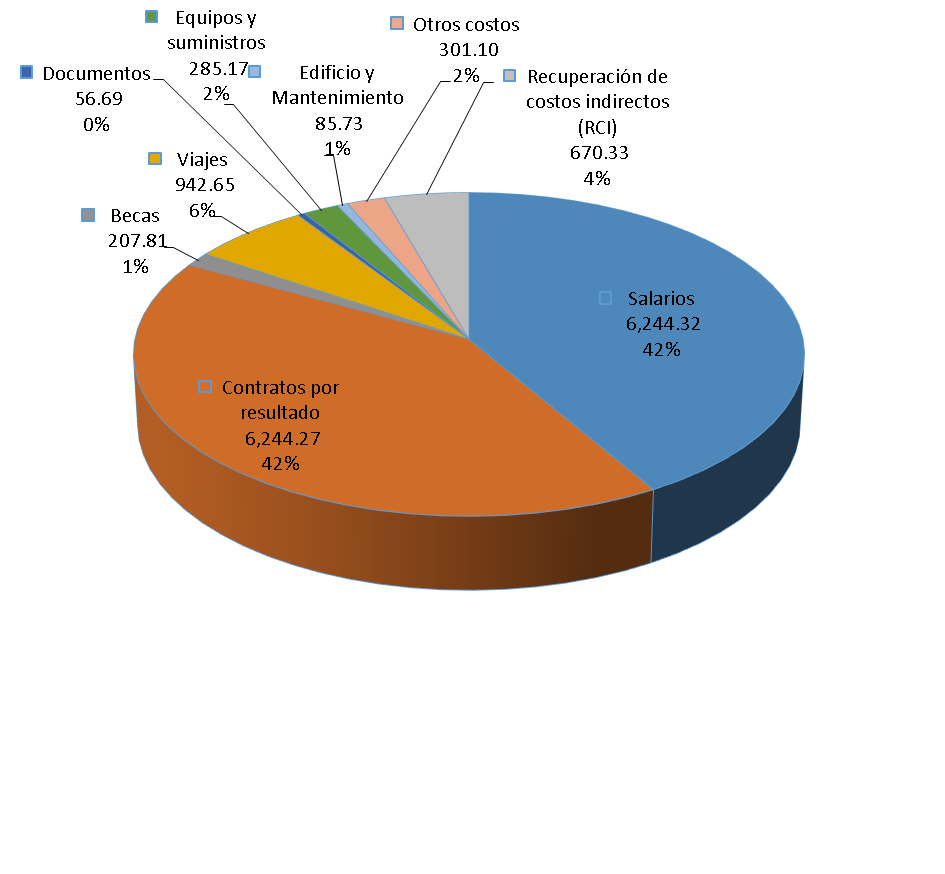 Equipos y
suministros
285.17
2%
Otros costos
301.10
2%
Documentos
56.69
0%
Edificio y
Mantenimiento
85.73
1%
Recuperación de
costos indirectos
(RCI)
670.33
4%
Viajes
942.65
6%
Becas
207.81
1%
Salarios
6,244.32
42%
Contratos por
resultado
6,244.27
42%